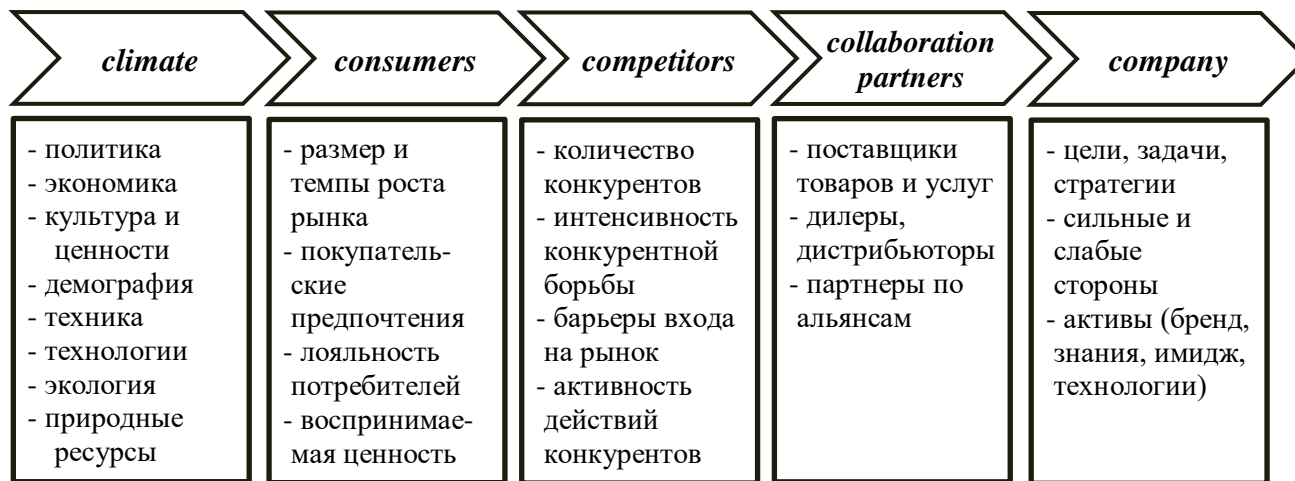 climate
consumers
competitors
collaboration
partners
company
- политика
- экономика
- культура и
ценности
- демография
- техника
- технологии
- экология
- природные
ресурсы
- размер и
темпы роста
рынка
- покупатель-
ские
предпочтения
- лояльность
потребителей
- воспринимае-
мая ценность
- количество
конкурентов
- интенсивность
конкурентной
борьбы
- барьеры входа
на рынок
- активность
действий
конкурентов
- поставщики
товаров и услуг
- дилеры,
дистрибьюторы
- партнеры по
альянсам
- цели, задачи,
стратегии
- сильные и
слабые
стороны
- активы (бренд,
знания, имидж,
технологии)